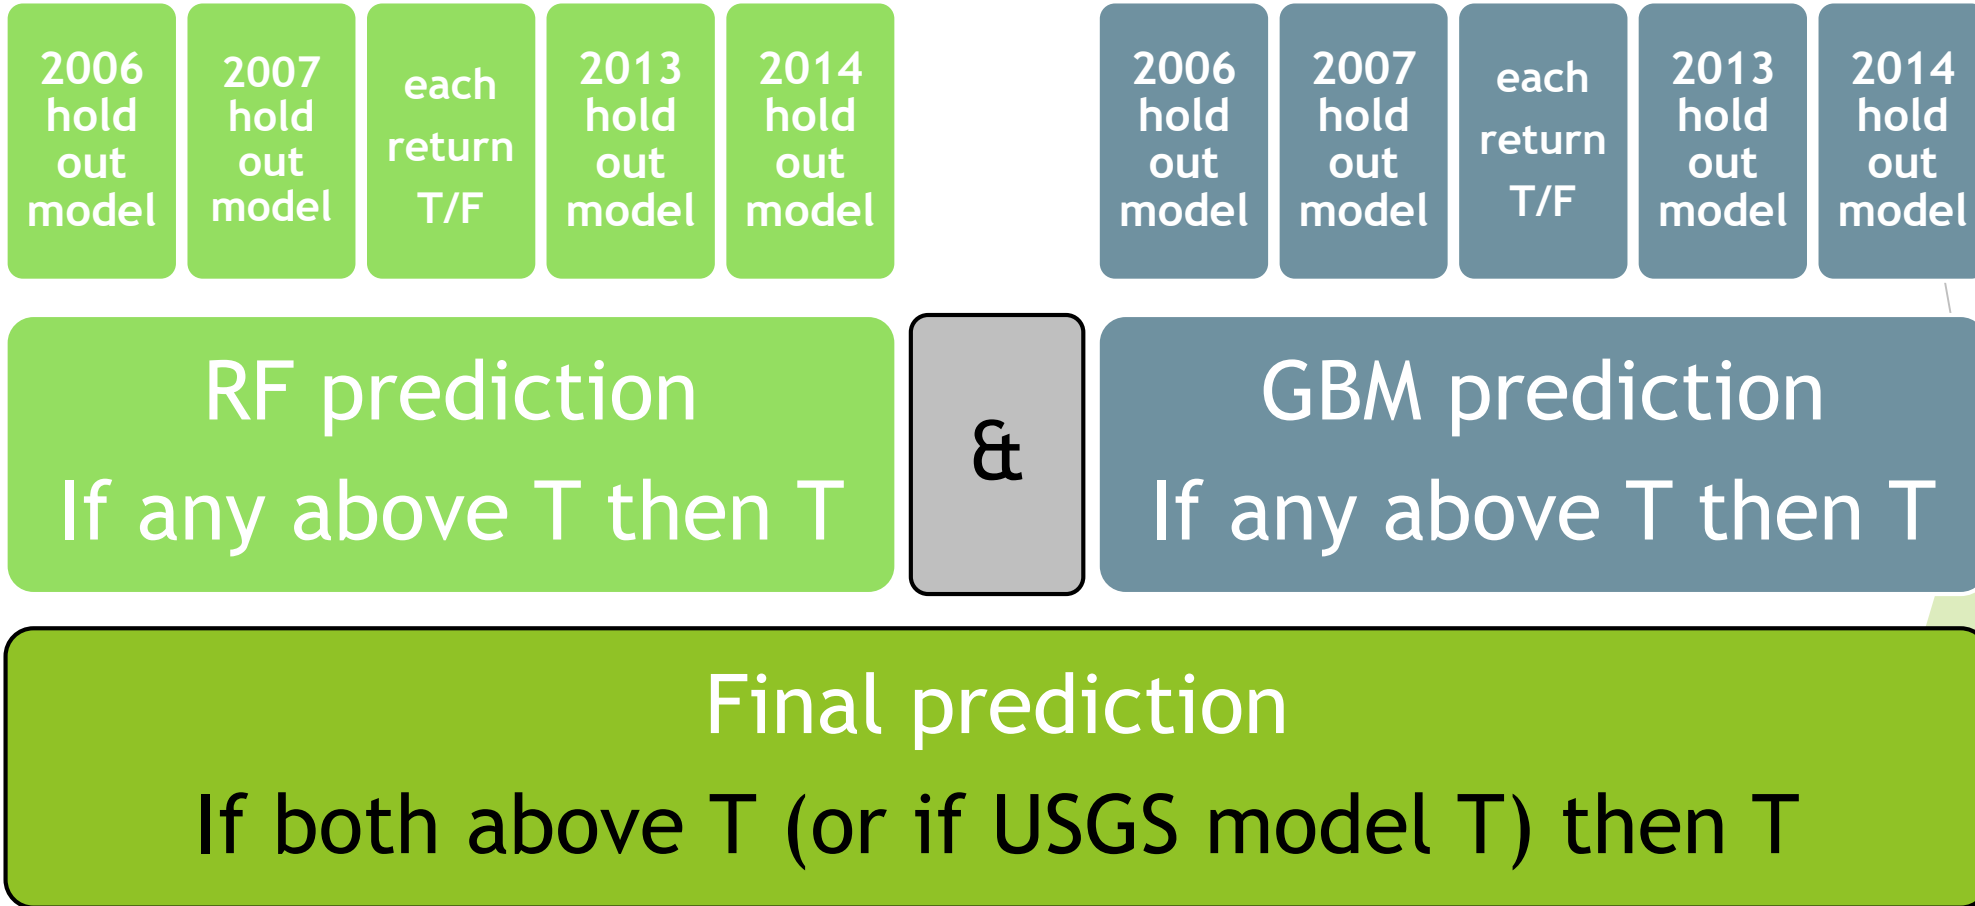 2006
hold
out
model
2007
hold
out
model
each
return
T/F
2013
hold
out
model
2014
hold
out
model
2006
hold
out
model
2007
hold
out
model
each
return
T/F
2013
hold
out
model
2014
hold
out
model
RF prediction
If any above T then T
&
GBM prediction
If any above T then T
Final prediction
If both above T (or if USGS model T) then T